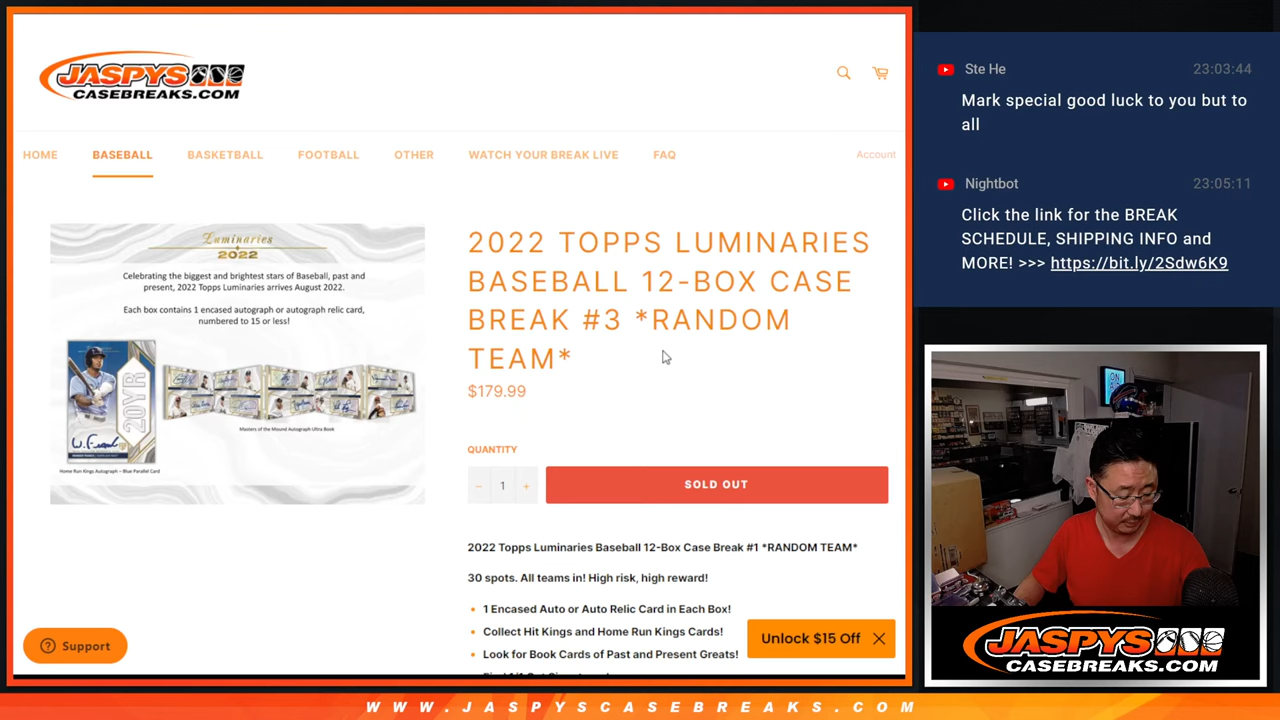 JASPYS
CASEBREAKS.COM
HOME
BASEBALL
BASKETBALL
FOOTBALL
OTHER
WATCH YOUR BREAK LIVE
FAQ
Account
Luminaries
2022
Celebrating the biggest and brightest stars of Baseball, past and
present, 2022 Topps Luminaries arrives August 2022.
Each box contains 1 encased autograph or autograph relic card,
numbered to 15 or less!
20YR
Masters of the Mound Autograph Ultra Book
Home Run Kings Autograph – Blue Parallel Card
2022 TOPPS LUMINARIES
BASEBALL 12-BOX CASE
BREAK #3 *RANDOM
TEAM*
$179.99
QUANTITY
− 1 +
SOLD OUT
2022 Topps Luminaries Baseball 12-Box Case Break #1 *RANDOM TEAM*
30 spots. All teams in! High risk, high reward!
• 1 Encased Auto or Auto Relic Card in Each Box!
• Collect Hit Kings and Home Run Kings Cards!
• Look for Book Cards of Past and Present Greats!
Support
Unlock $15 Off
Ste He 23:03:44
Mark special good luck to you but to
all
Nightbot 23:05:11
Click the link for the BREAK
SCHEDULE, SHIPPING INFO and
MORE! >>> https://bit.ly/2Sdw6K9
JASPYS
CASEBREAKS.COM
WWW.JASPYSCASEBREAKS.COM